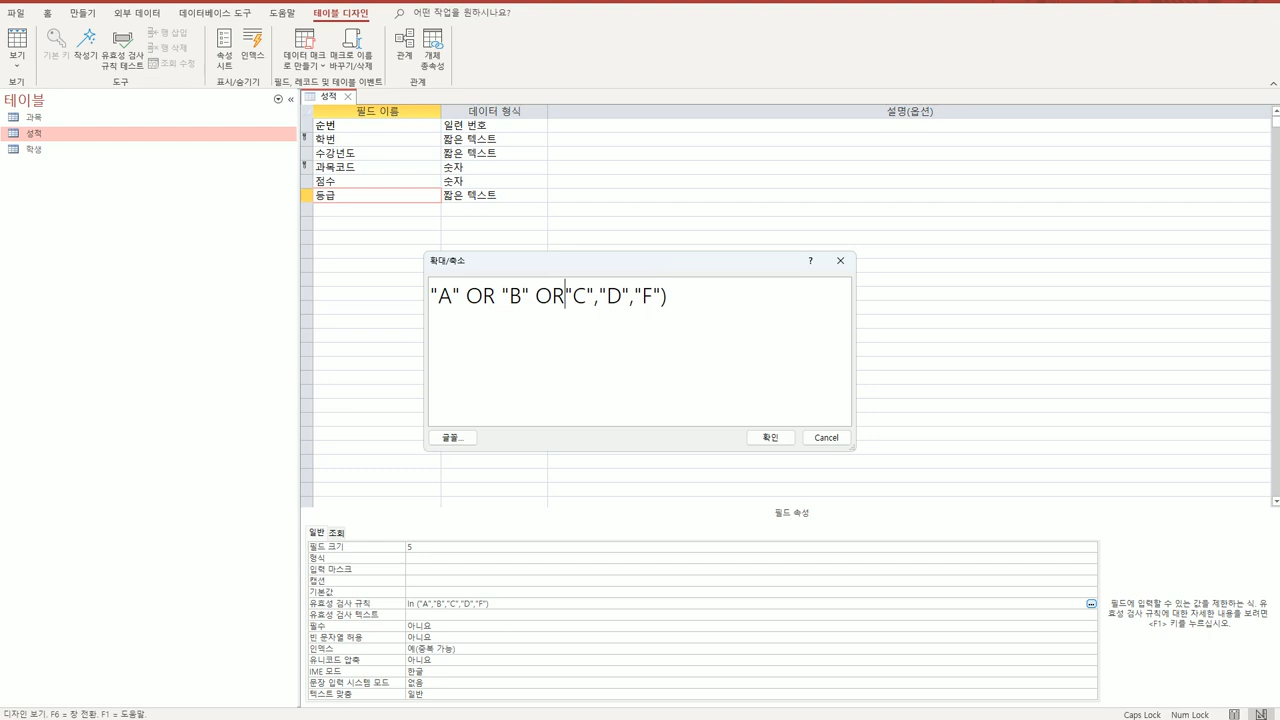 파일 홈 만들기 외부 데이터 데이터베이스 도구 도움말 테이블 디자인 어떤 작업을 원하시나요?
보기
기본 키
작성기
유효성 검사
규칙 테스트
행 삽입
행 삭제
조회 수정
속성
시트
인덱스
데이터 매크
로 만들기
매크로 이름
바꾸기/삭제
관계
개체
종속성
보기 도구 표시/숨기기 필드, 레코드 및 테이블 이벤트 관계
테이블
과목
성적
학생
성적
필드 이름 데이터 형식 설명(옵션)
순번 일련 번호
학번 짧은 텍스트
수강년도 짧은 텍스트
과목코드 숫자
점수 숫자
등급 짧은 텍스트
확대/축소 ?
"A" OR "B" OR"C","D","F")
글꼴... 확인 Cancel
필드 속성
일반 조회
필드 크기 5
형식
입력 마스크
캡션
기본값
유효성 검사 규칙 In ("A","B","C","D","F")
유효성 검사 텍스트
필수 아니요
빈 문자열 허용 아니요
인덱스 예(중복 가능)
유니코드 압축 아니요
IME 모드 한글
문장 입력 시스템 모드 없음
텍스트 맞춤 일반
필드에 입력할 수 있는 값을 제한하는 식. 유
효성 검사 규칙에 대한 자세한 내용을 보려면
<F1> 키를 누르십시오.
디자인 보기. F6 = 창 전환. F1 = 도움말. Caps Lock Num Lock